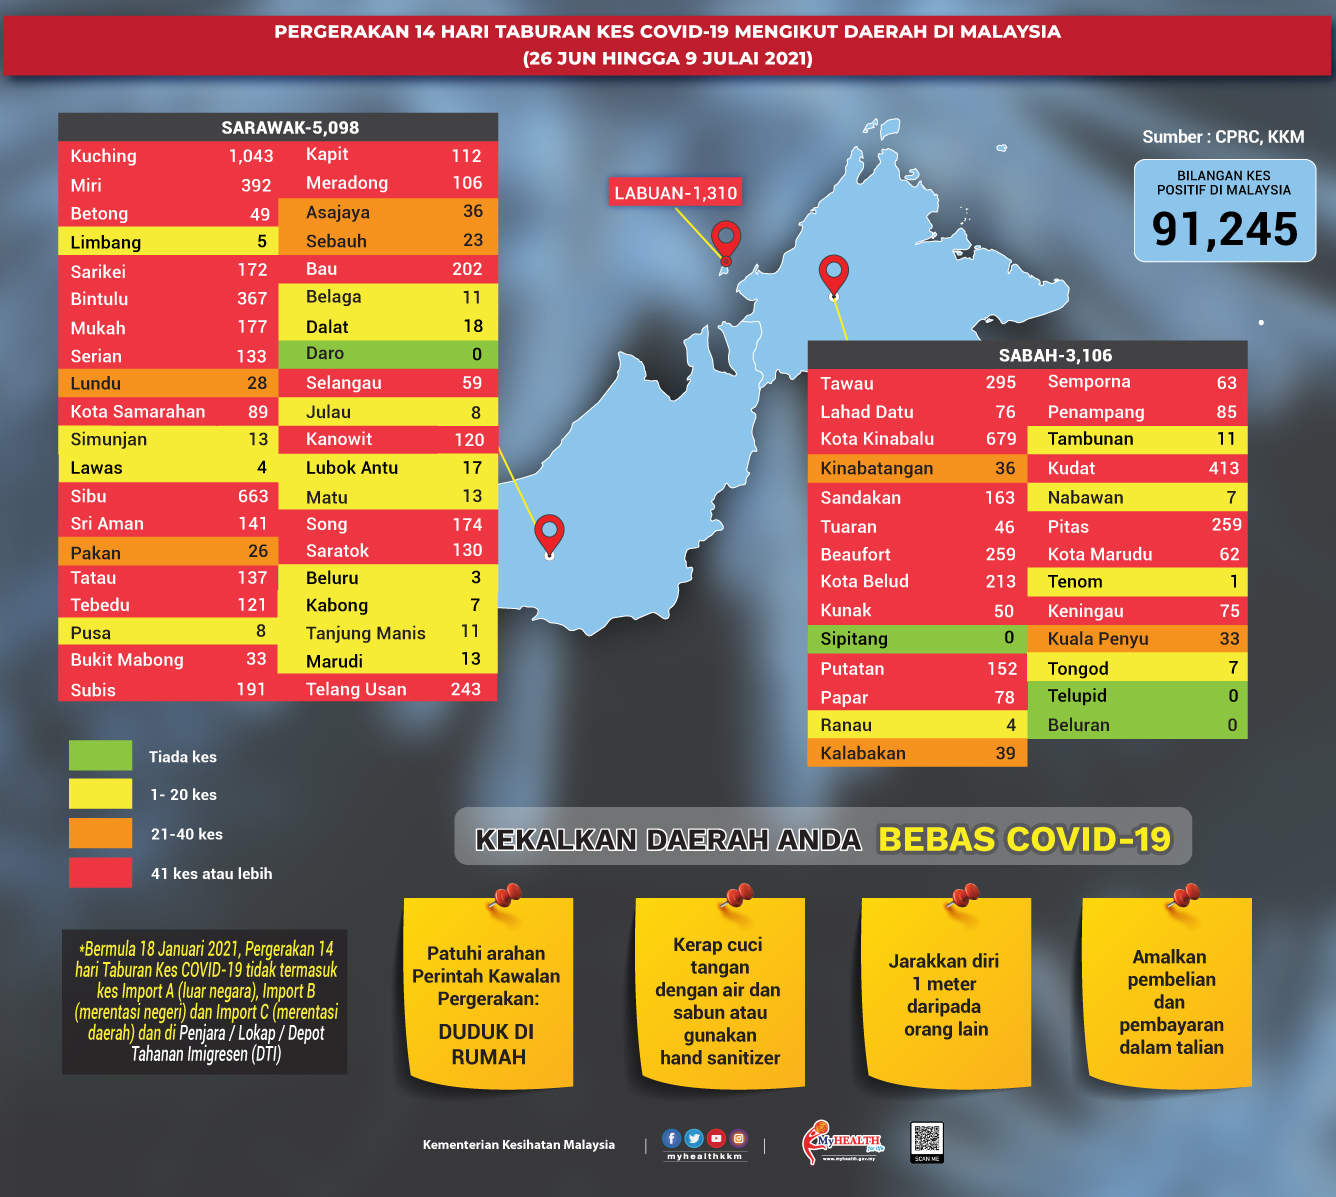 PERGERAKAN 14 HARI TABURAN KES COVID-19 MENGIKUT DAERAH DI MALAYSIA
(26 JUN HINGGA 9 JULAI 2021)
Sumber : CPRC, KKM
BILANGAN KES
POSITIF DI MALAYSIA
91,245
LABUAN-1,310
SARAWAK-5,098
Kuching 1,043
Miri 392
Betong 49
Limbang 5
Sarikei 172
Bintulu 367
Mukah 177
Serian 133
Lundu 28
Kota Samarahan 89
Simunjan 13
Lawas 4
Sibu 663
Sri Aman 141
Pakan 26
Tatau 137
Tebedu 121
Pusa 8
Bukit Mabong 33
Subis 191
Kapit 112
Meradong 106
Asajaya 36
Sebauh 23
Bau 202
Belaga 11
Dalat 18
Daro 0
Selangau 59
Julau 8
Kanowit 120
Lubok Antu 17
Matu 13
Song 174
Saratok 130
Beluru 3
Kabong 7
Tanjung Manis 11
Marudi 13
Telang Usan 243
SABAH-3,106
Tawau 295
Lahad Datu 76
Kota Kinabalu 679
Kinabatangan 36
Sandakan 163
Tuaran 46
Beaufort 259
Kota Belud 213
Kunak 50
Sipitang 0
Putatan 152
Papar 78
Ranau 4
Kalabakan 39
Semporna 63
Penampang 85
Tambunan 11
Kudat 413
Nabawan 7
Pitas 259
Kota Marudu 62
Tenom 1
Keningau 75
Kuala Penyu 33
Tongod 7
Telupid 0
Beluran 0
Tiada kes
1- 20 kes
21-40 kes
41 kes atau lebih
*Bermula 18 Januari 2021, Pergerakan 14
hari Taburan Kes COVID-19 tidak termasuk
kes Import A (luar negara), Import B
(merentasi negeri) dan Import C (merentasi
daerah) dan di Penjara / Lokap / Depot
Tahanan Imigresen (DTI)
KEKALKAN DAERAH ANDA BEBAS COVID-19
Patuhi arahan
Perintah Kawalan
Pergerakan:
DUDUK DI
RUMAH
Kerap cuci
tangan
dengan air dan
sabun atau
gunakan
hand sanitizer
Jarakkan diri
1 meter
daripada
orang lain
Amalkan
pembelian
dan
pembayaran
dalam talian
Kementerian Kesihatan Malaysia
myhealthkkm
MyHEALTH
for life
www.myhealth.gov.my
SCAN ME